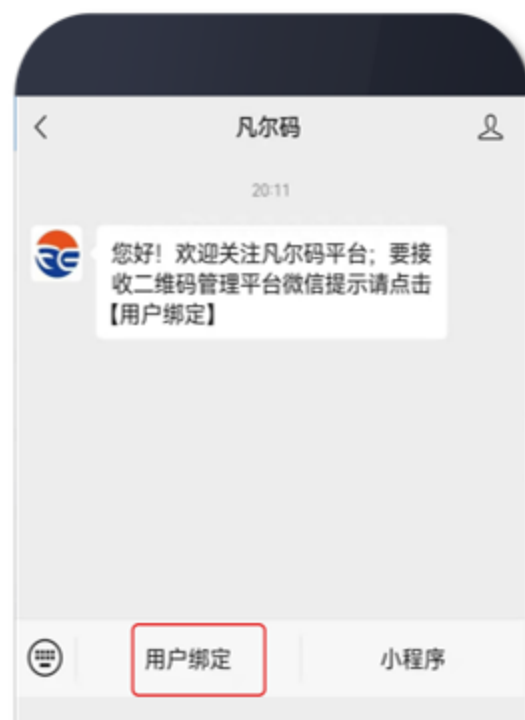 凡尔码
20:11
您好！欢迎关注凡尔码平台；要接
收二维码管理平台微信提示请点击
【用户绑定】
用户绑定
小程序